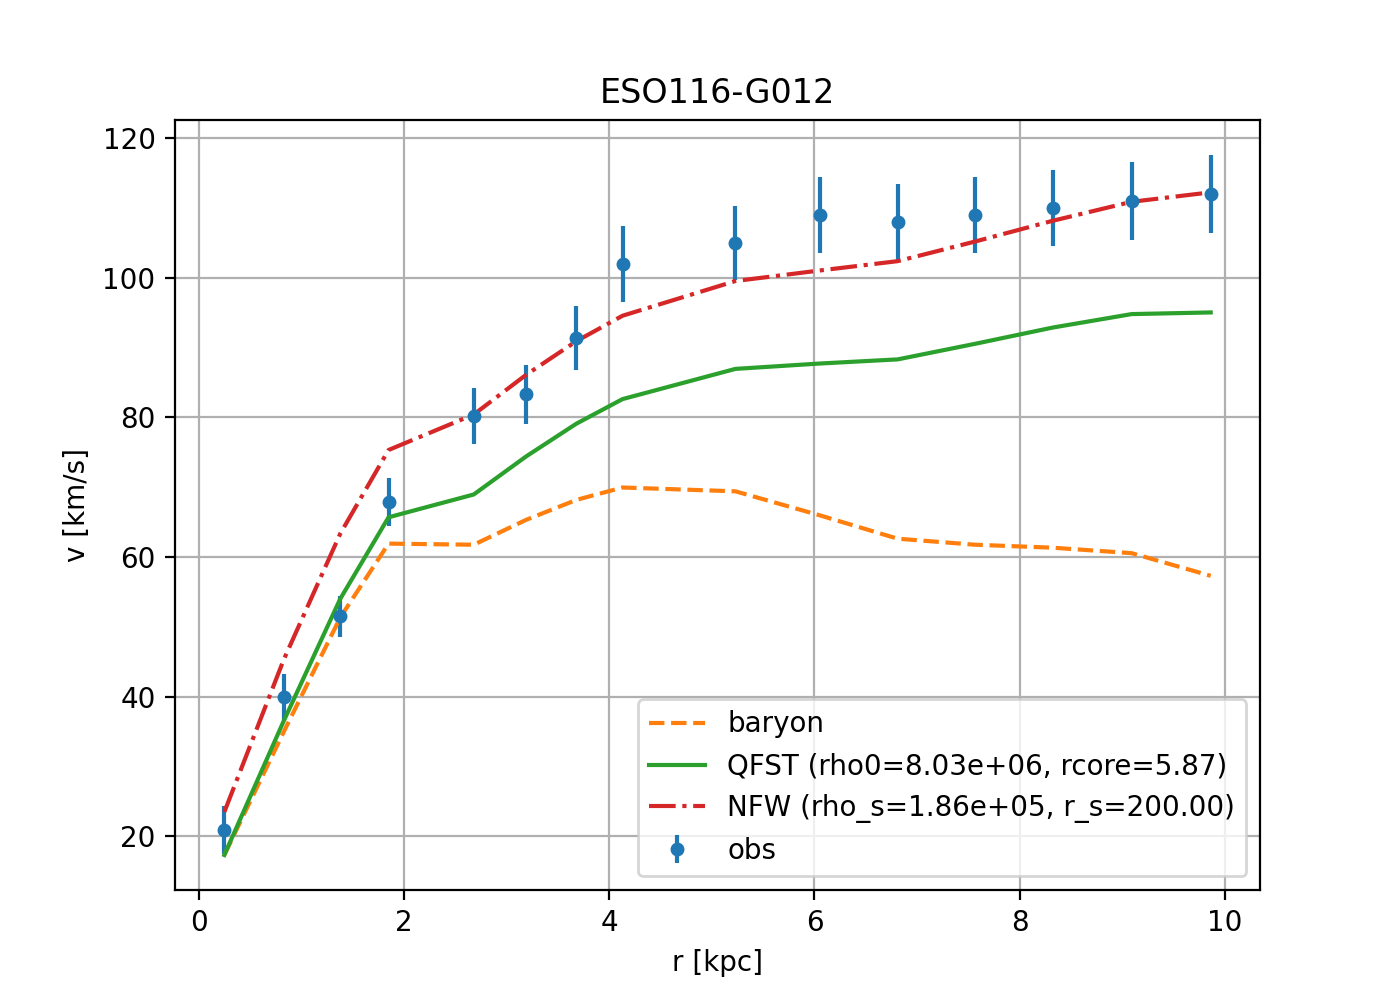 ESO116-G012
120
100
80
60
40
20
v [km/s]
baryon
QFST (rho0=8.03e+06, rcore=5.87)
NFW (rho_s=1.86e+05, r_s=200.00)
obs
0 2 4 6 8 10
r [kpc]